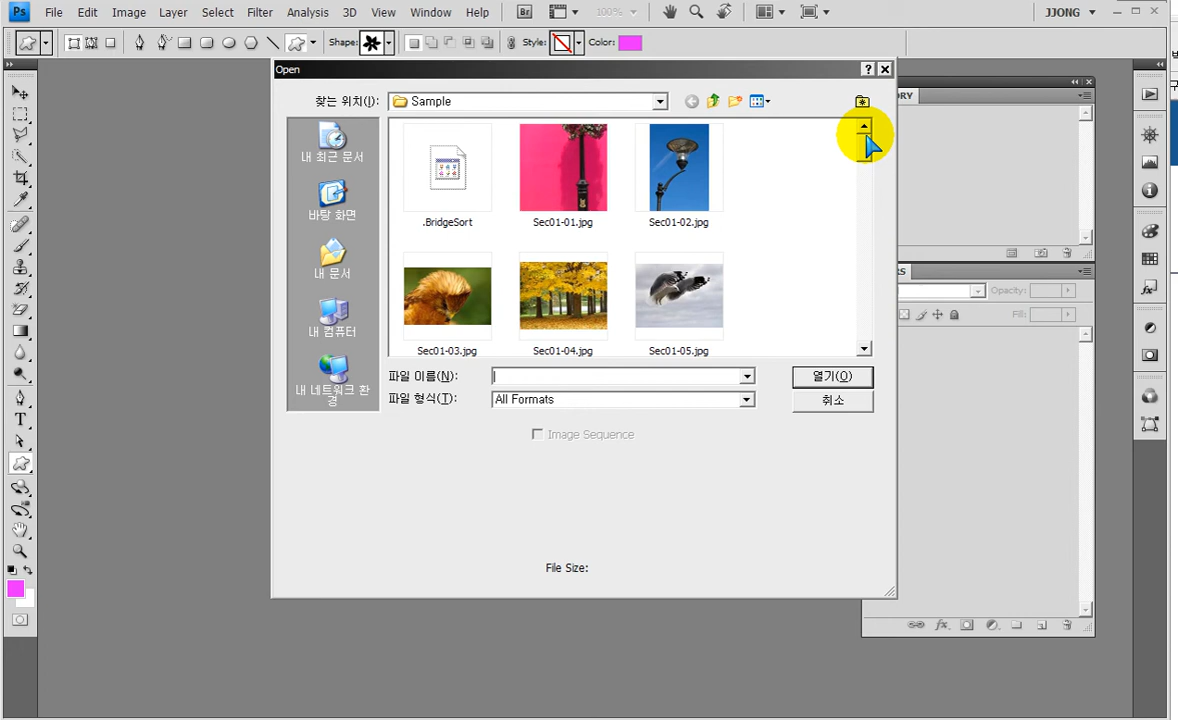 Ps File Edit Image Layer Select Filter Analysis 3D View Window Help Br 100% JJONG
Shape: Style: Color:
Open
찾는 위치(I): Sample
ORY
내 최근 문서
바탕 화면
내 문서
내 컴퓨터
내 네트워크 환
경
.BridgeSort Sec01-01.jpg Sec01-02.jpg
Sec01-03.jpg Sec01-04.jpg Sec01-05.jpg
파일 이름(N): 열기(O)
파일 형식(T): All Formats 취소
Image Sequence
File Size:
RS
Opacity:
Fill: